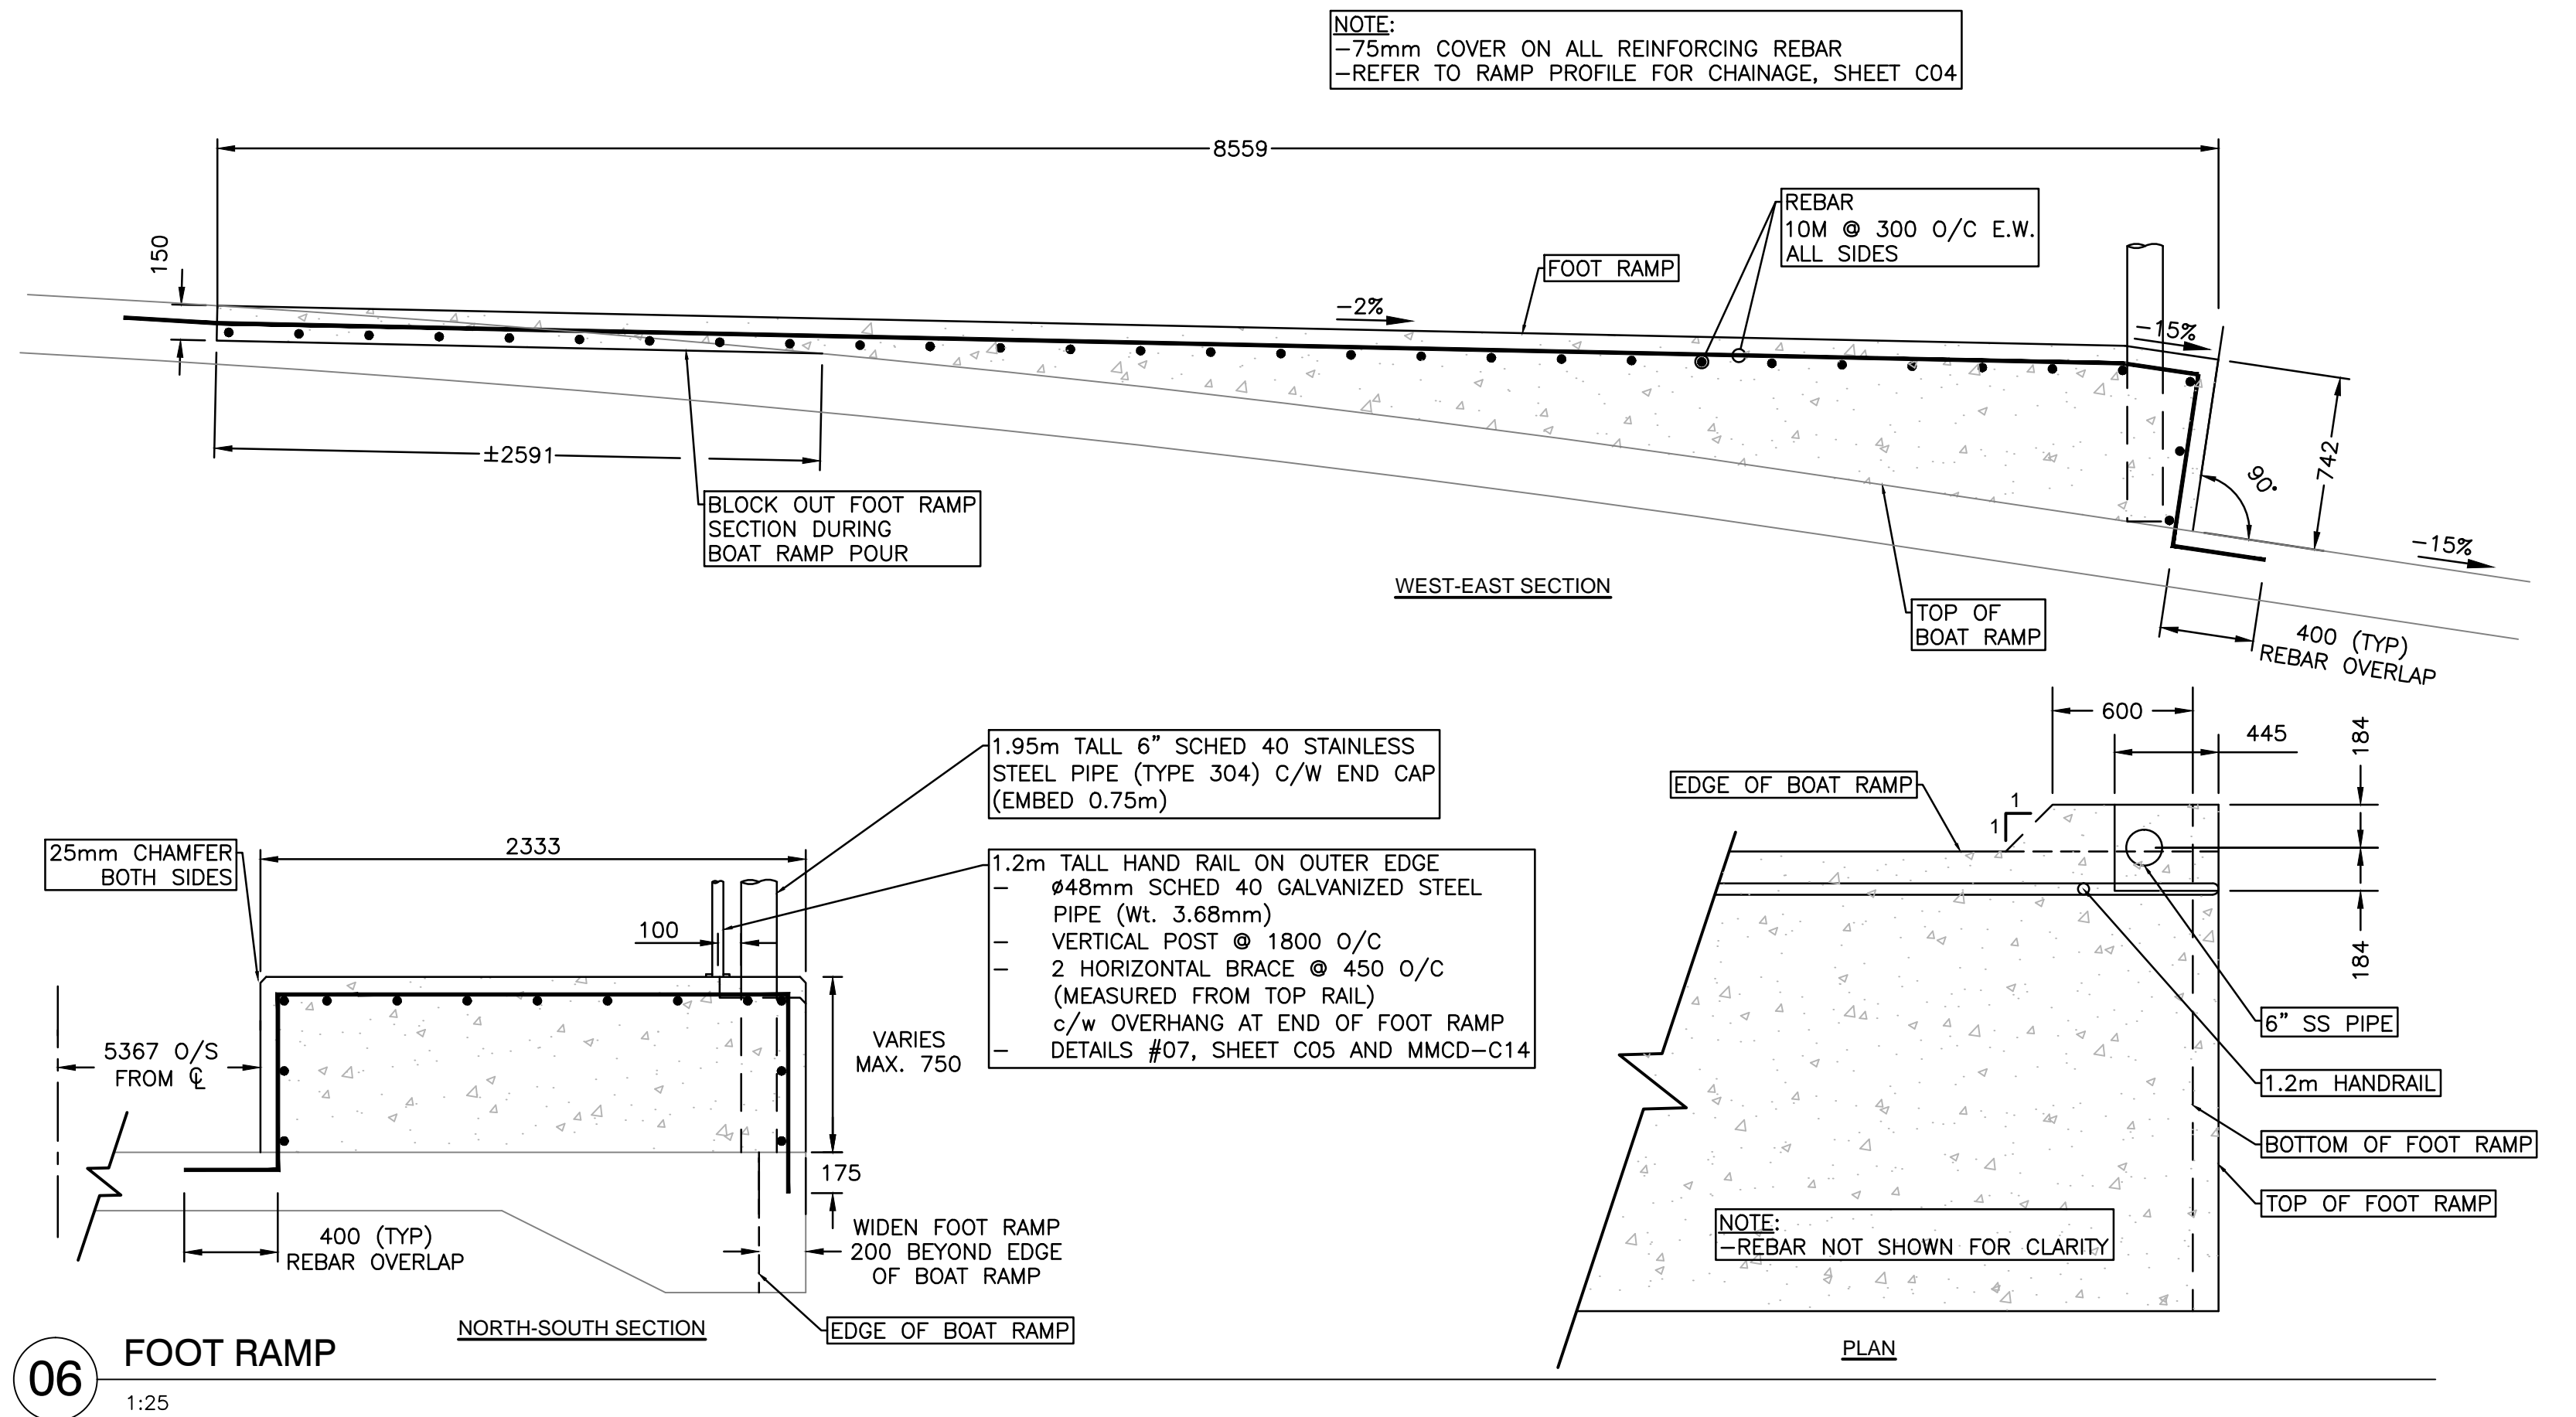 NOTE:
-75mm COVER ON ALL REINFORCING REBAR
-REFER TO RAMP PROFILE FOR CHAINAGE, SHEET C04
8559
150
REBAR
10M @ 300 O/C E.W.
ALL SIDES
FOOT RAMP
-2%
-15%
±2591
742
90°
BLOCK OUT FOOT RAMP
SECTION DURING
BOAT RAMP POUR
-15%
WEST-EAST SECTION
TOP OF
BOAT RAMP
400 (TYP)
REBAR OVERLAP
1.95m TALL 6" SCHED 40 STAINLESS
STEEL PIPE (TYPE 304) C/W END CAP
(EMBED 0.75m)
25mm CHAMFER
BOTH SIDES
2333
1.2m TALL HAND RAIL ON OUTER EDGE
- ø48mm SCHED 40 GALVANIZED STEEL
PIPE (Wt. 3.68mm)
- VERTICAL POST @ 1800 O/C
- 2 HORIZONTAL BRACE @ 450 O/C
(MEASURED FROM TOP RAIL)
c/w OVERHANG AT END OF FOOT RAMP
- DETAILS #07, SHEET C05 AND MMCD-C14
100
5367 O/S
FROM ℄
VARIES
MAX. 750
175
400 (TYP)
REBAR OVERLAP
WIDEN FOOT RAMP
200 BEYOND EDGE
OF BOAT RAMP
NORTH-SOUTH SECTION
EDGE OF BOAT RAMP
600
445
184
EDGE OF BOAT RAMP
1
1
184
6" SS PIPE
1.2m HANDRAIL
BOTTOM OF FOOT RAMP
TOP OF FOOT RAMP
NOTE:
-REBAR NOT SHOWN FOR CLARITY
PLAN
06
FOOT RAMP
1:25